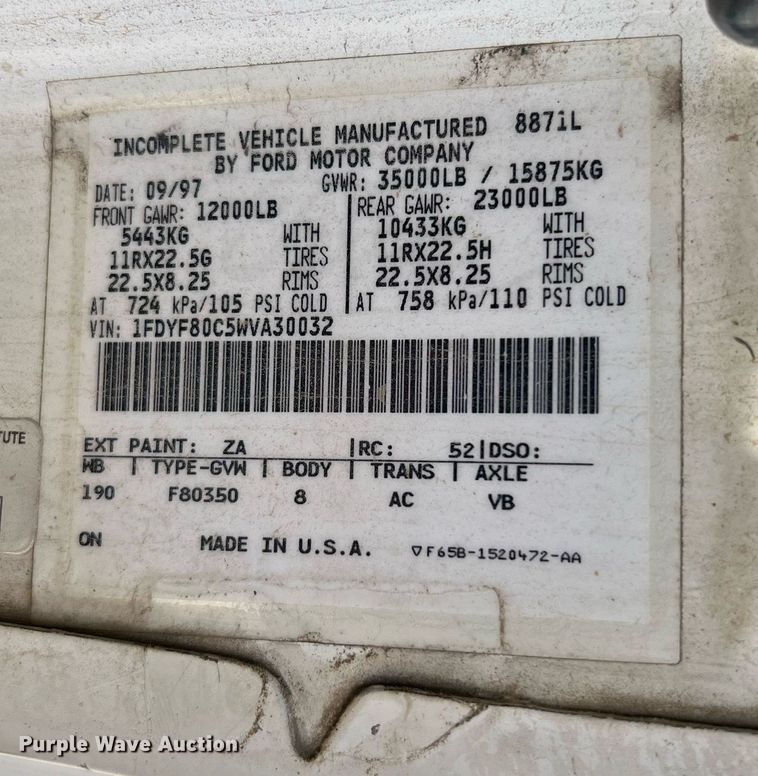 INCOMPLETE VEHICLE MANUFACTURED 8871L
BY FORD MOTOR COMPANY
DATE: 09/97 GVWR: 35000LB / 15875KG
FRONT GAWR: 12000LB REAR GAWR: 23000LB
5443KG WITH 10433KG WITH
11RX22.5G TIRES 11RX22.5H TIRES
22.5X8.25 RIMS 22.5X8.25 RIMS
AT 724 kPa/105 PSI COLD AT 758 kPa/110 PSI COLD
VIN: 1FDYF80C5WVA30032
EXT PAINT: ZA |RC: 52|DSO:
WB | TYPE-GVW | BODY | TRANS | AXLE
190 F80350 8 AC VB
ON MADE IN U.S.A. ▽F65B-1520472-AA
TUTE
Purple Wave Auction